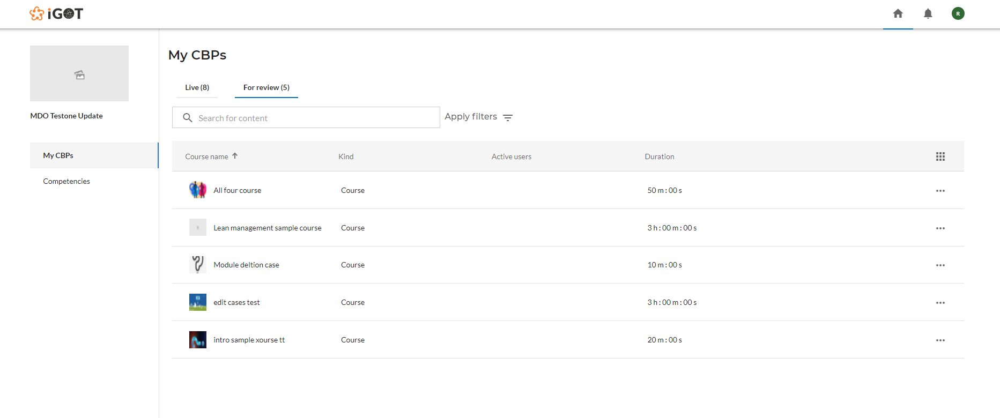 iGOT
R
MDO Testone Update
My CBPs
Competencies
My CBPs
Live (8) For review (5)
Search for content Apply filters
Course name Kind Active users Duration
All four course Course 50 m : 00 s
Lean management sample course Course 3 h : 00 m : 00 s
Module deltion case Course 10 m : 00 s
edit cases test Course 3 h : 00 m : 00 s
intro sample xourse tt Course 20 m : 00 s